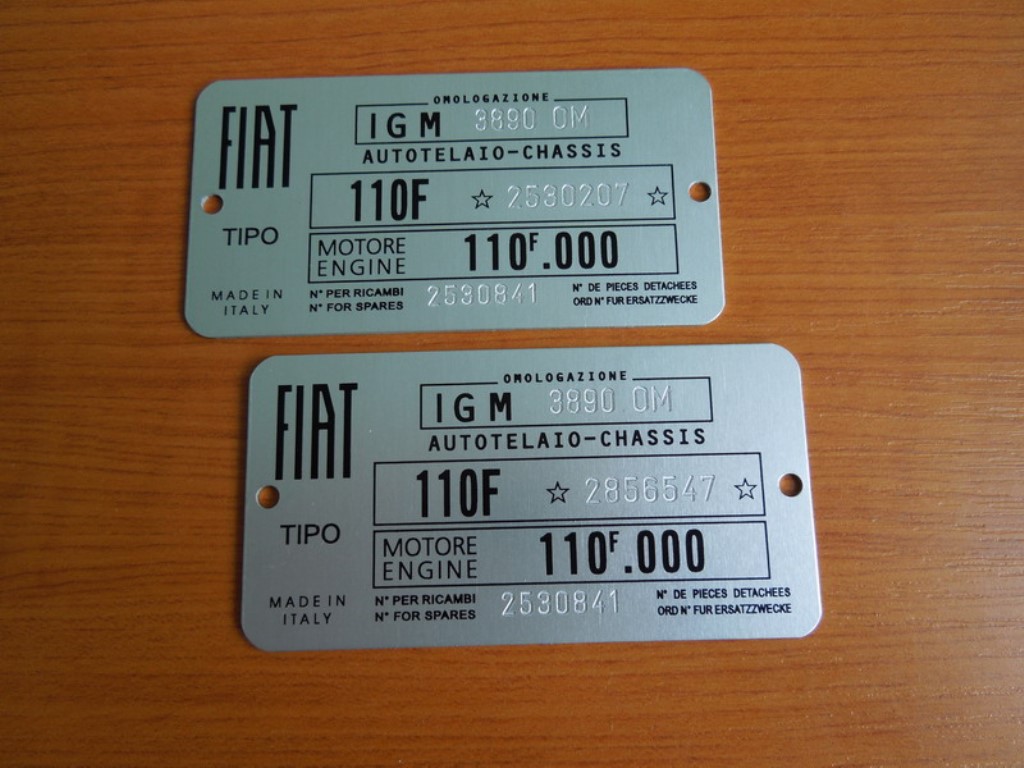 FIAT
OMOLOGAZIONE
IGM 3890 OM
AUTOTELAIO-CHASSIS
110F ☆ 2530207 ☆
TIPO
MOTORE
ENGINE
110F.000
MADE IN
ITALY
N° PER RICAMBI
N° FOR SPARES
2530841
N° DE PIECES DETACHEES
ORD N° FUR ERSATZZWECKE
FIAT
OMOLOGAZIONE
IGM 3890 OM
AUTOTELAIO-CHASSIS
110F ☆ 2856547 ☆
TIPO
MOTORE
ENGINE
110F.000
MADE IN
ITALY
N° PER RICAMBI
N° FOR SPARES
2530841
N° DE PIECES DETACHEES
ORD N° FUR ERSATZZWECKE